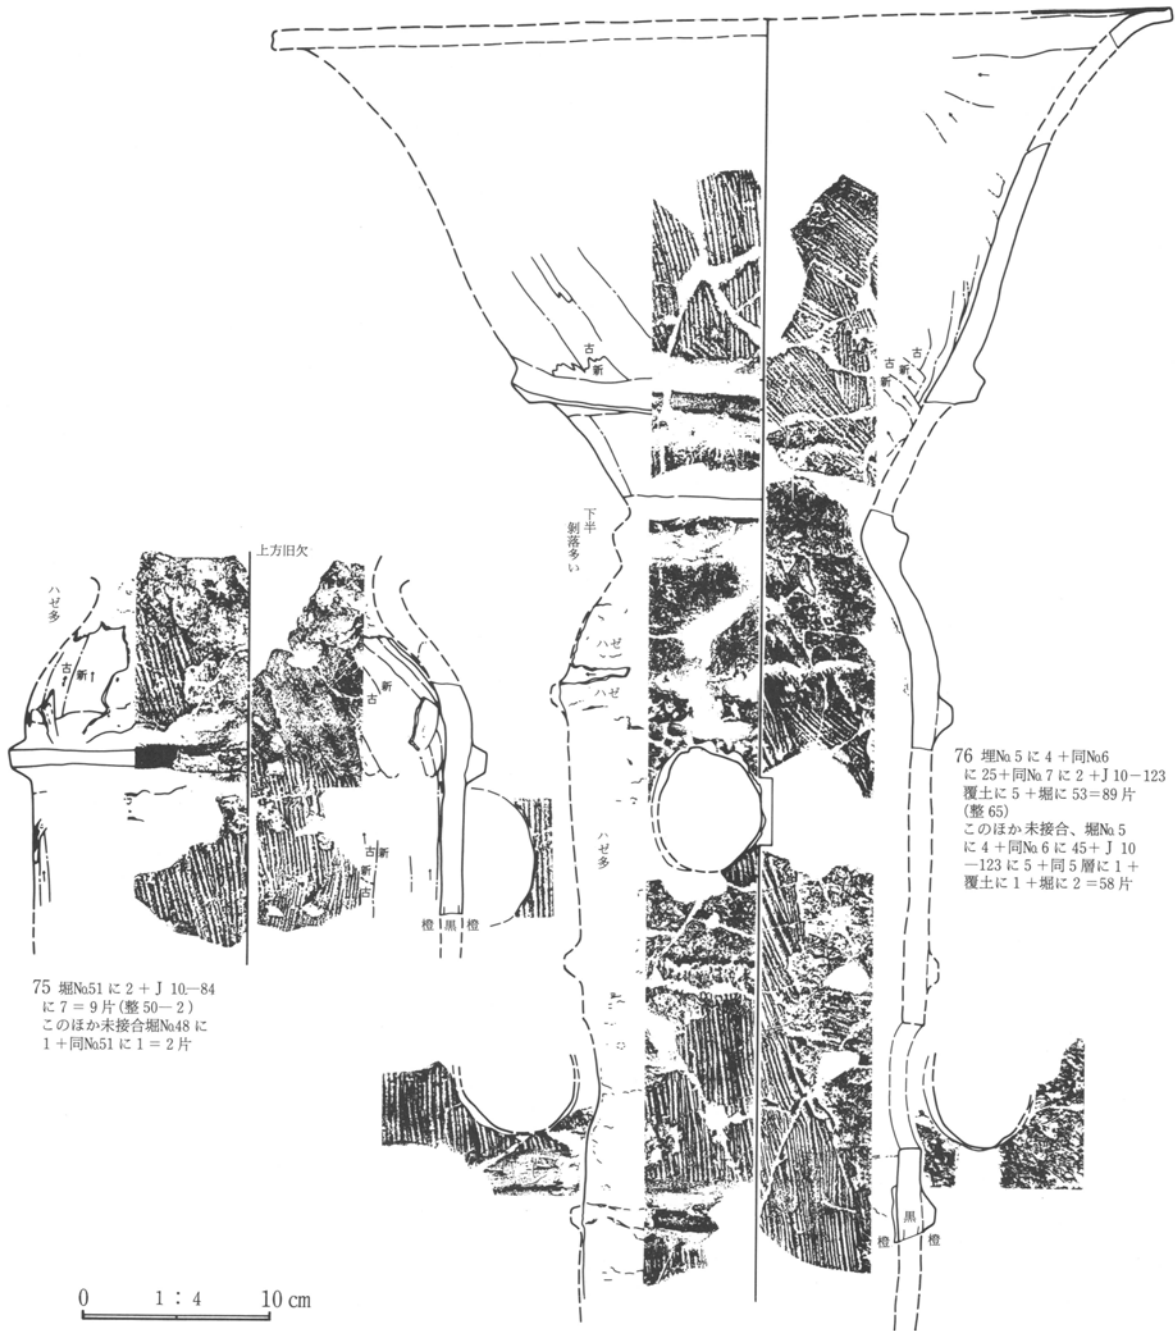 古
新
古
新
古
下半
剝落多い
上方旧欠
ハゼ多
古
新
新
古
ハゼ
ハゼ
ハゼ多
古
新
新
古
橙 黒 橙
75 堀№51に2+J 10-84
に7=9片(整50-2)
このほか未接合堀№48に
1+同№51に1=2片
76 埋№5に4+同№6
に25+同№7に2+J 10-123
覆土に5+堀に53=89片
(整65)
このほか未接合、堀№5
に4+同№6に45+J 10
-123に5+同5層に1+
覆土に1+堀に2=58片
黒
橙 橙
0 1:4 10cm